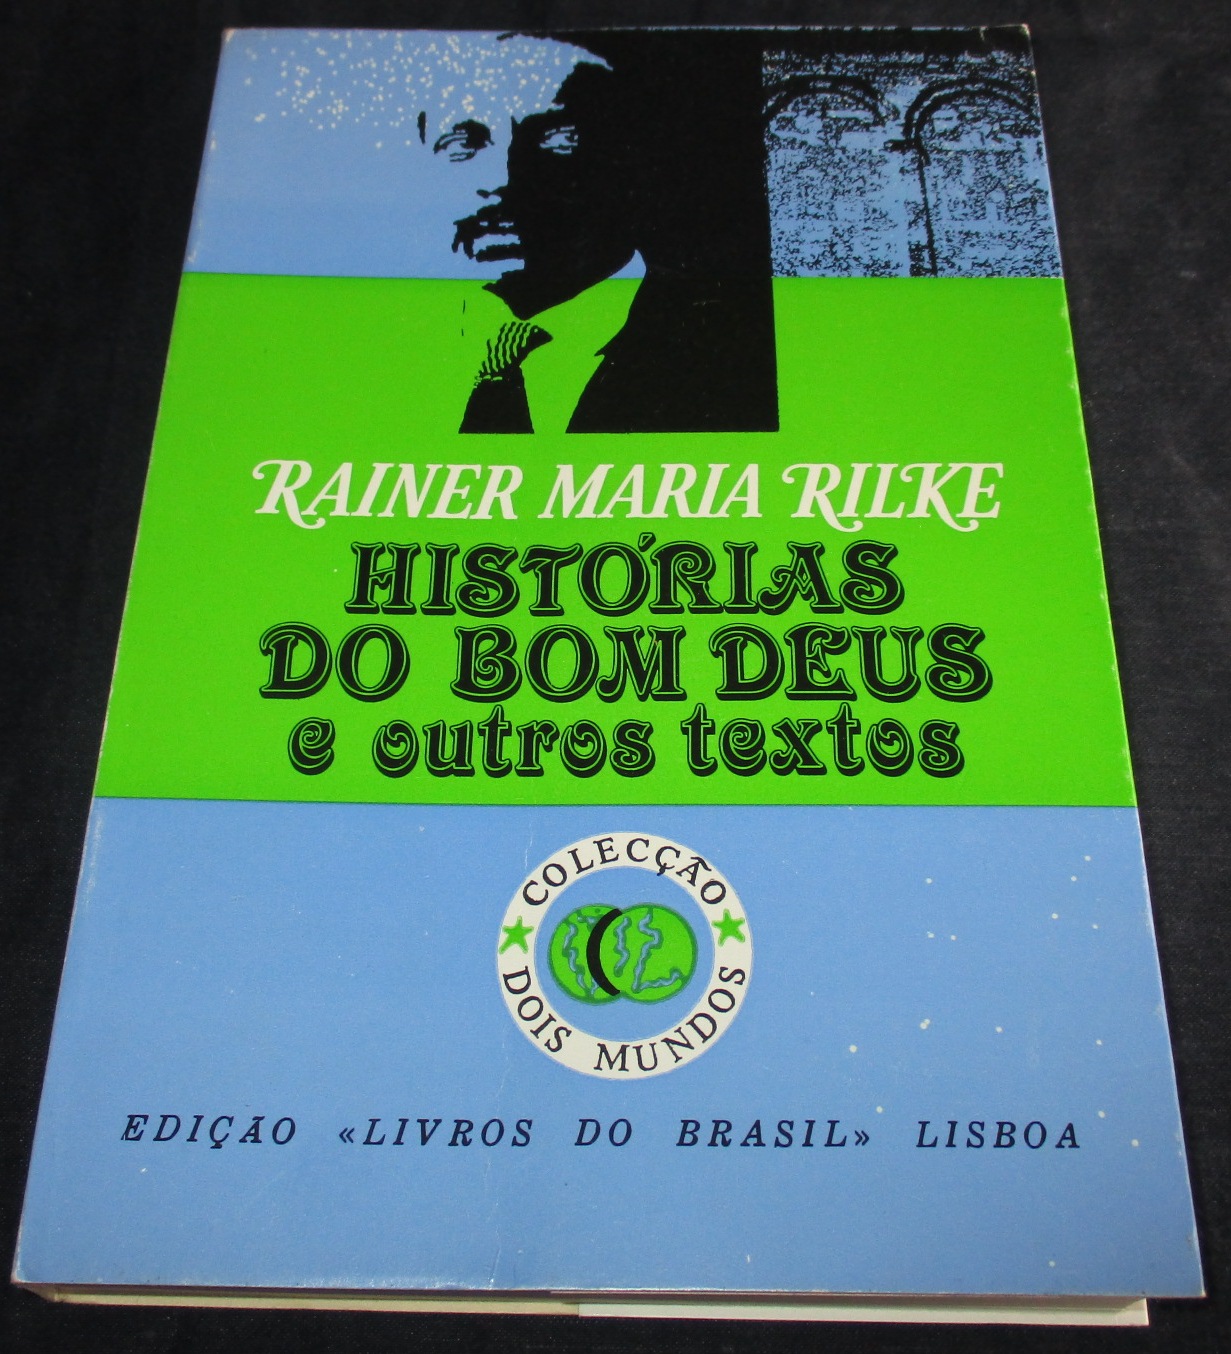 RAINER MARIA RILKE
HISTÓRIAS
DO BOM DEUS
e outros textos
COLECÇÃO
DOIS MUNDOS
EDIÇÃO «LIVROS DO BRASIL» LISBOA